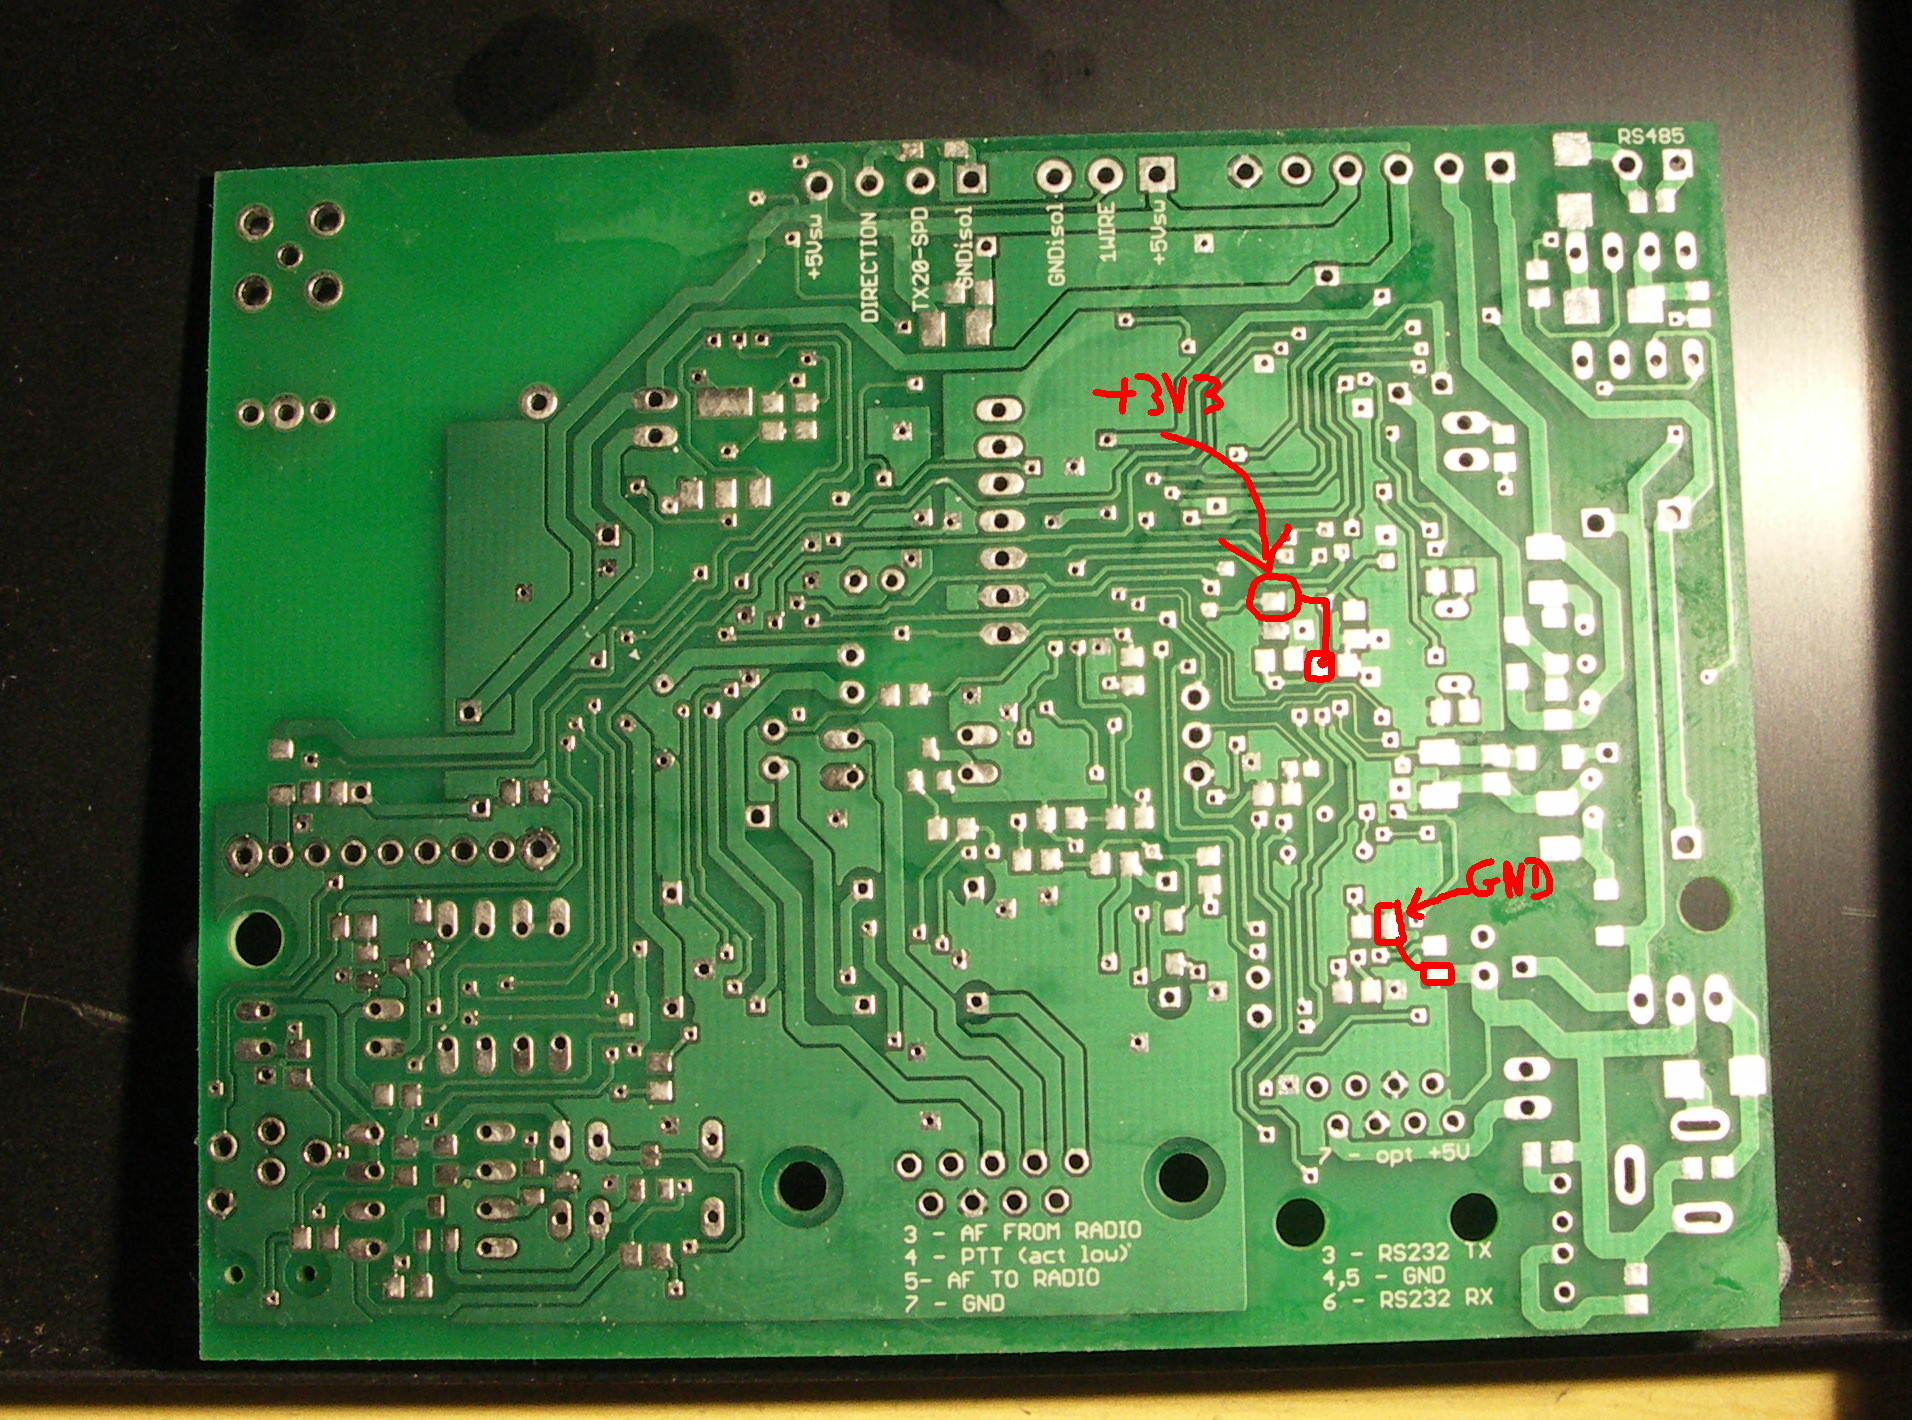 RS485
+5Vsw
DIRECTION
TX20-SPD
GNDisol
GNDisol
1WIRE
+5Vsw
+3V3
GND
7 - opt +5V
3 - AF FROM RADIO
4 - PTT (act low)
5- AF TO RADIO
7 - GND
3 - RS232 TX
4,5 - GND
6 - RS232 RX